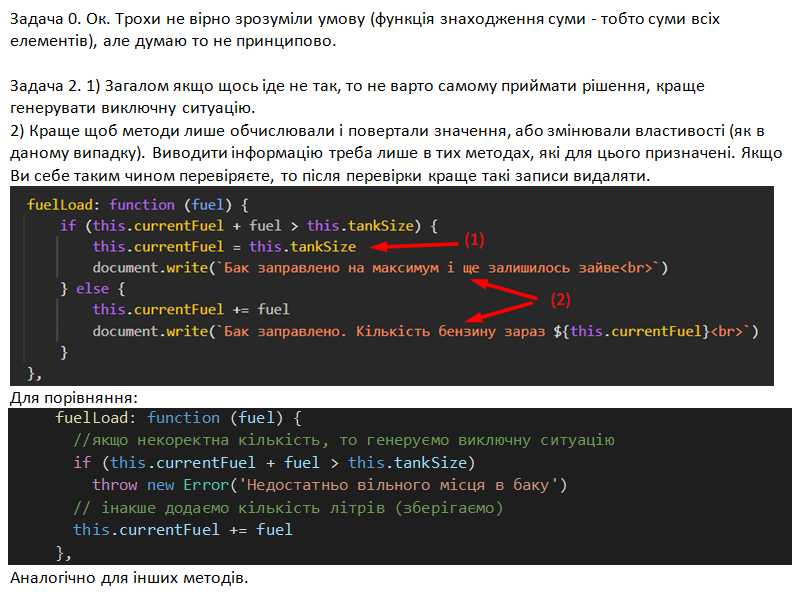 Задача 0. Ок. Трохи не вірно зрозуміли умову (функція знаходження суми - тобто суми всіх
елементів), але думаю то не принципово.
Задача 2. 1) Загалом якщо щось іде не так, то не варто самому приймати рішення, краще
генерувати виключну ситуацію.
2) Краще щоб методи лише обчислювали і повертали значення, або змінювали властивості (як в
даному випадку). Виводити інформацію треба лише в тих методах, які для цього призначені. Якщо
Ви себе таким чином перевіряєте, то після перевірки краще такі записи видаляти.
fuelLoad: function (fuel) {
if (this.currentFuel + fuel > this.tankSize) {
this.currentFuel = this.tankSize (1)
document.write(`Бак заправлено на максимум і ще залишилось зайве<br>`)
} else { (2)
this.currentFuel += fuel
document.write(`Бак заправлено. Кількість бензину зараз ${this.currentFuel}<br>`)
}
},
Для порівняння:
fuelLoad: function (fuel) {
//якщо некоректна кількість, то генеруємо виключну ситуацію
if (this.currentFuel + fuel > this.tankSize)
throw new Error('Недостатньо вільного місця в баку')
// інакше додаємо кількість літрів (зберігаємо)
this.currentFuel += fuel
},
Аналогічно для інших методів.